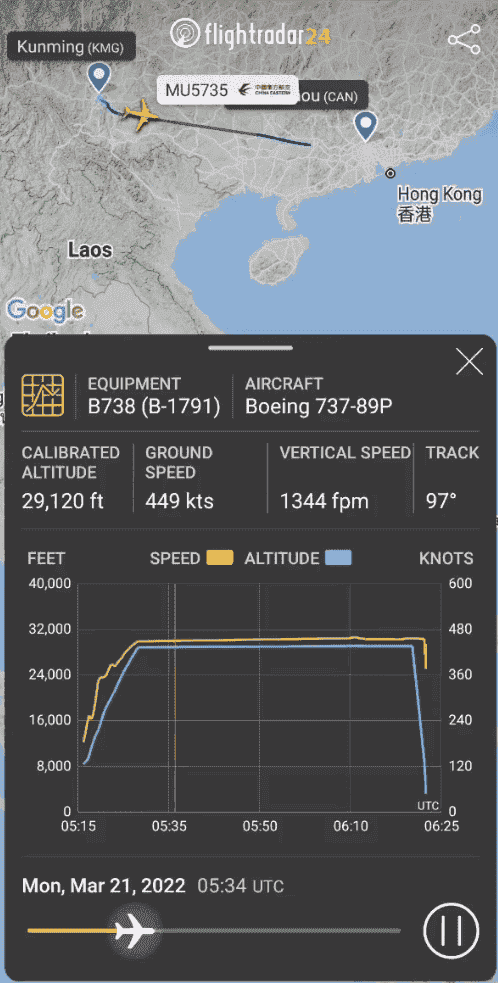 flightradar24
Kunming (KMG)
MU5735 中國東方航空
CHINA EASTERN
ou (CAN)
Hong Kong
香港
Laos
Google
EQUIPMENT
B738 (B-1791)
AIRCRAFT
Boeing 737-89P
CALIBRATED
ALTITUDE
29,120 ft
GROUND
SPEED
449 kts
VERTICAL SPEED
1344 fpm
TRACK
97°
FEET SPEED ALTITUDE KNOTS
40,000 600
32,000 480
24,000 360
16,000 240
8,000 120
UTC
0 0
05:15 05:35 05:50 06:10 06:25
Mon, Mar 21, 2022 05:34 UTC